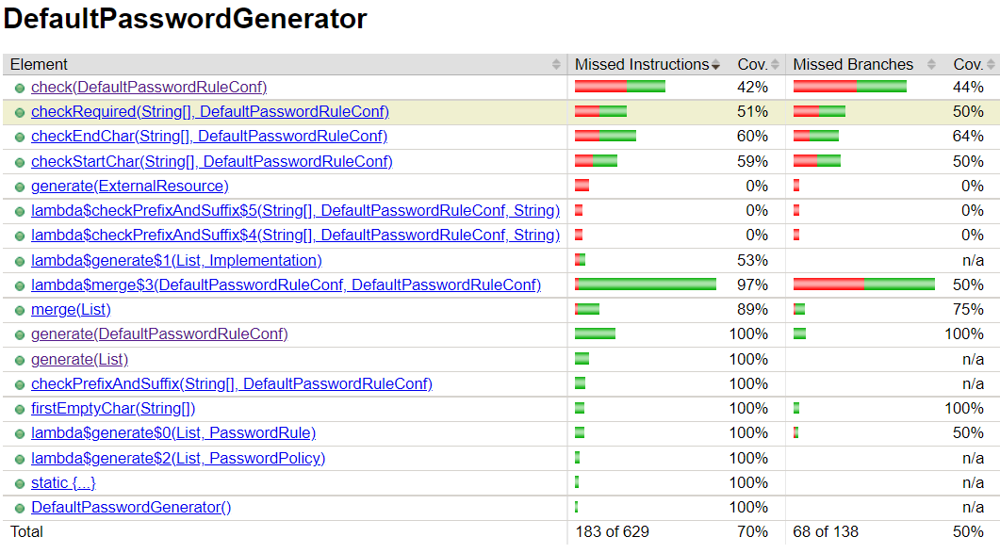 DefaultPasswordGenerator
Element Missed Instructions Cov. Missed Branches Cov.
check(DefaultPasswordRuleConf) 42% 44%
checkRequired(String[], DefaultPasswordRuleConf) 51% 50%
checkEndChar(String[], DefaultPasswordRuleConf) 60% 64%
checkStartChar(String[], DefaultPasswordRuleConf) 59% 50%
generate(ExternalResource) 0% 0%
lambda$checkPrefixAndSuffix$5(String[], DefaultPasswordRuleConf, String) 0% 0%
lambda$checkPrefixAndSuffix$4(String[], DefaultPasswordRuleConf, String) 0% 0%
lambda$generate$1(List, Implementation) 53% n/a
lambda$merge$3(DefaultPasswordRuleConf, DefaultPasswordRuleConf) 97% 50%
merge(List) 89% 75%
generate(DefaultPasswordRuleConf) 100% 100%
generate(List) 100% n/a
checkPrefixAndSuffix(String[], DefaultPasswordRuleConf) 100% n/a
firstEmptyChar(String[]) 100% 100%
lambda$generate$0(List, PasswordRule) 100% 50%
lambda$generate$2(List, PasswordPolicy) 100% n/a
static {...} 100% n/a
DefaultPasswordGenerator() 100% n/a
Total 183 of 629 70% 68 of 138 50%